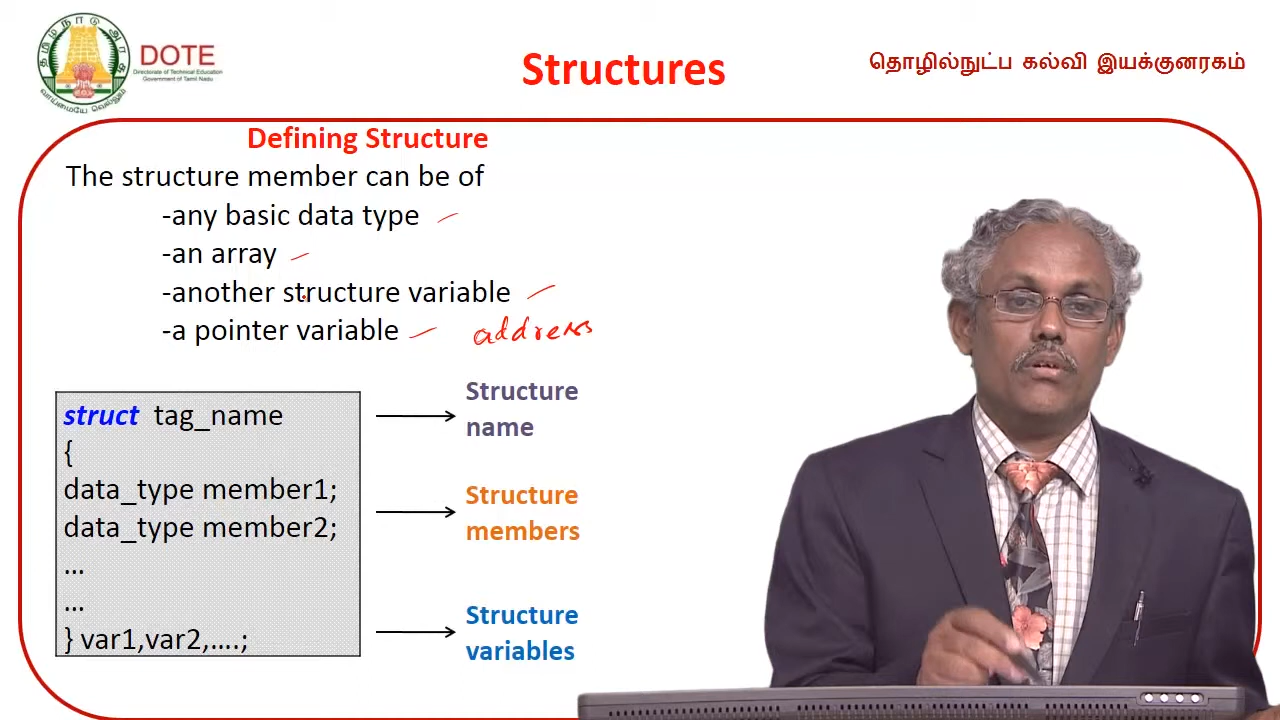 தமிழ்நாடு அரசு
வாய்மையே வெல்லும்
DOTE
Directorate of Technical Education
Government of Tamil Nadu
Structures
தொழில்நுட்ப கல்வி இயக்குனரகம்
Defining Structure
The structure member can be of
-any basic data type
-an array
-another structure variable
-a pointer variable address
struct tag_name
{
data_type member1;
data_type member2;
...
...
} var1,var2,....;
Structure
name
Structure
members
Structure
variables